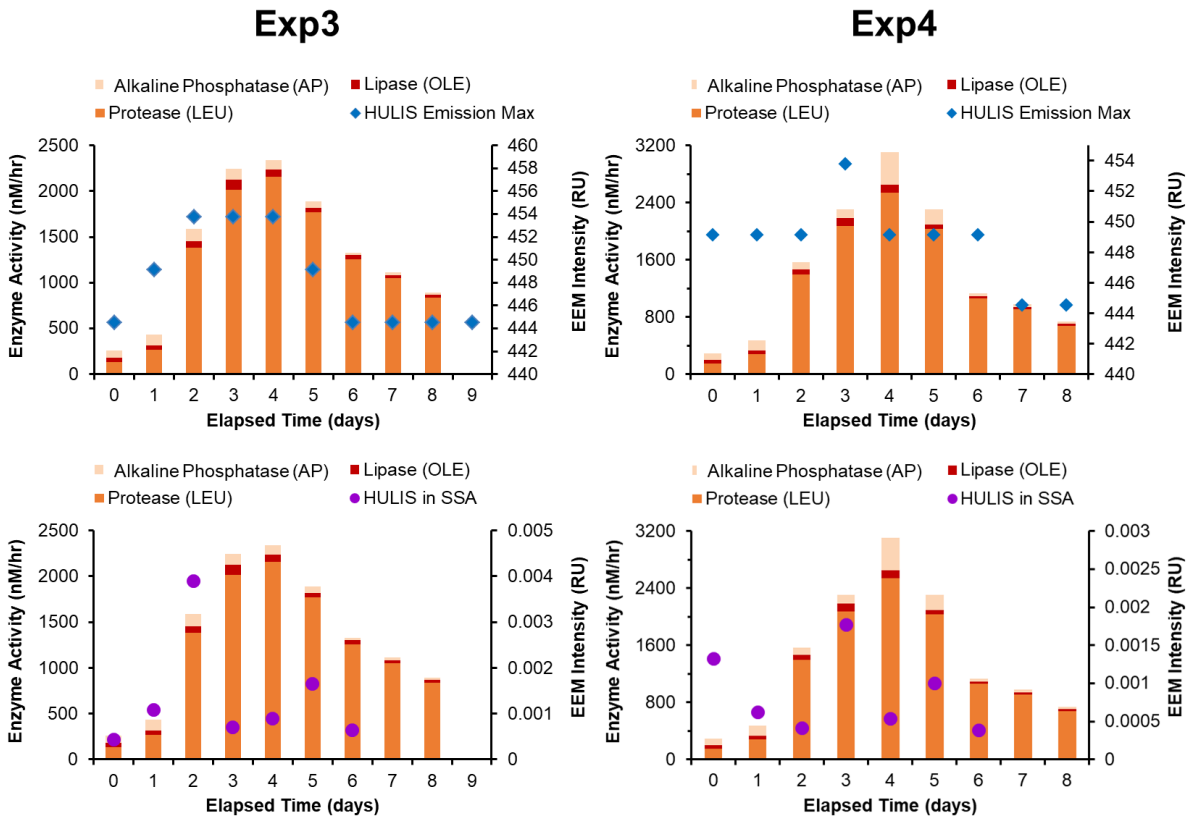 Exp3
Exp4
Alkaline Phosphatase (AP) Lipase (OLE)
Protease (LEU) HULIS Emission Max
Enzyme Activity (nM/hr)
2500
2000
1500
1000
500
0
460
458
456
454
452
450
448
446
444
442
440
EEM Intensity (RU)
0 1 2 3 4 5 6 7 8 9
Elapsed Time (days)
Alkaline Phosphatase (AP) Lipase (OLE)
Protease (LEU) HULIS Emission Max
Enzyme Activity (nM/hr)
3200
2400
1600
800
0
454
452
450
448
446
444
442
440
EEM Intensity (RU)
0 1 2 3 4 5 6 7 8
Elapsed Time (days)
Alkaline Phosphatase (AP) Lipase (OLE)
Protease (LEU) HULIS in SSA
Enzyme Activity (nM/hr)
2500
2000
1500
1000
500
0
0.005
0.004
0.003
0.002
0.001
0
EEM Intensity (RU)
0 1 2 3 4 5 6 7 8 9
Elapsed Time (days)
Alkaline Phosphatase (AP) Lipase (OLE)
Protease (LEU) HULIS in SSA
Enzyme Activity (nM/hr)
3200
2400
1600
800
0
0.003
0.0025
0.002
0.0015
0.001
0.0005
0
EEM Intensity (RU)
0 1 2 3 4 5 6 7 8
Elapsed Time (days)